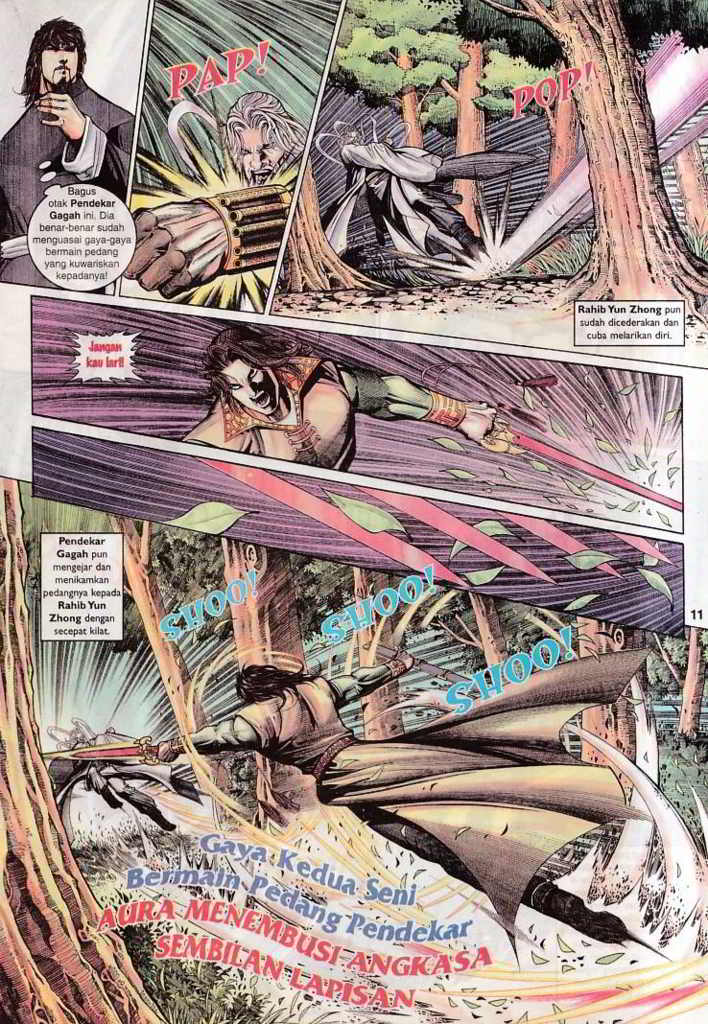 PAP!
POP!
Bagus
otak Pendekar
Gagah ini. Dia
benar-benar sudah
menguasai gaya-gaya
bermain pedang
yang kuwariskan
kepadanya!
Rahib Yun Zhong pun
sudah dicederakan dan
cuba melarikan diri.
Jangan
kau lari!!
Pendekar
Gagah pun
mengejar dan
menikamkan
pedangnya kepada
Rahib Yun
Zhong dengan
secepat kilat.
11
SHOO!
SHOO!
SHOO!
Gaya Kedua Seni
Bermain Pedang Pendekar
AURA MENEMBUSI ANGKASA
SEMBILAN LAPISAN